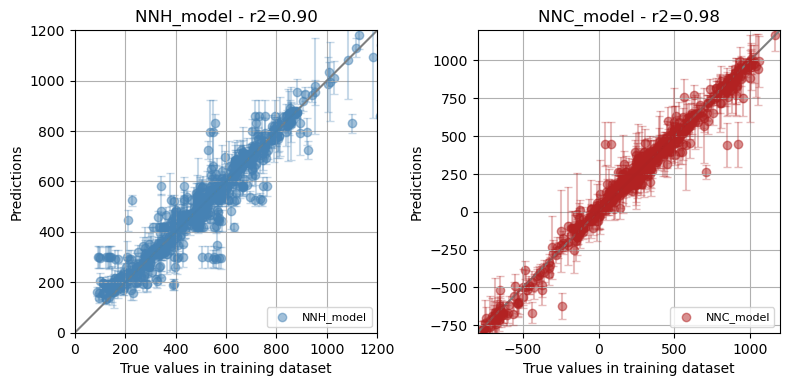 NNH_model - r2=0.90
1200
1000
800
600
400
200
0
Predictions
0 200 400 600 800 1000 1200
True values in training dataset
NNH_model
NNC_model - r2=0.98
1000
750
500
250
0
−250
−500
−750
Predictions
−500 0 500 1000
True values in training dataset
NNC_model